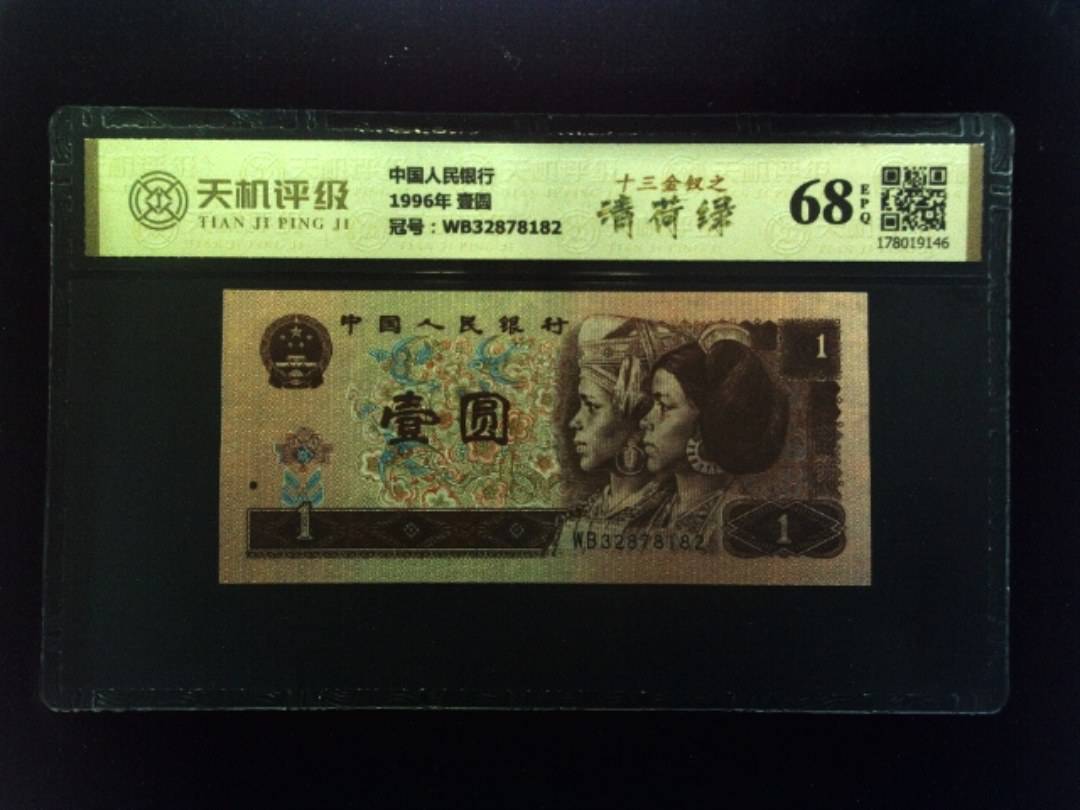 天机评级
TIAN JI PING JI
中国人民银行
1996年 壹圆
冠号：WB32878182
十三金钗之
清荷绿
68
EPQ
178019146
中国人民银行
1
壹圆
1
WB32878182
1